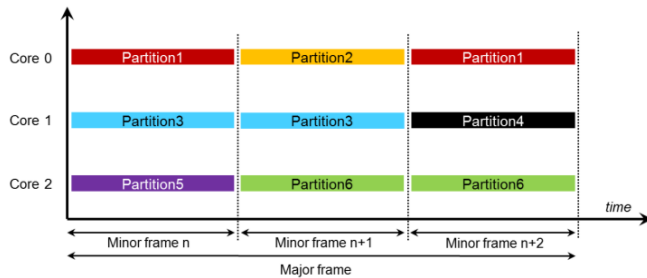 Core 0 Partition1 Partition2 Partition1
Core 1 Partition3 Partition3 Partition4
Core 2 Partition5 Partition6 Partition6
time
Minor frame n Minor frame n+1 Minor frame n+2
Major frame